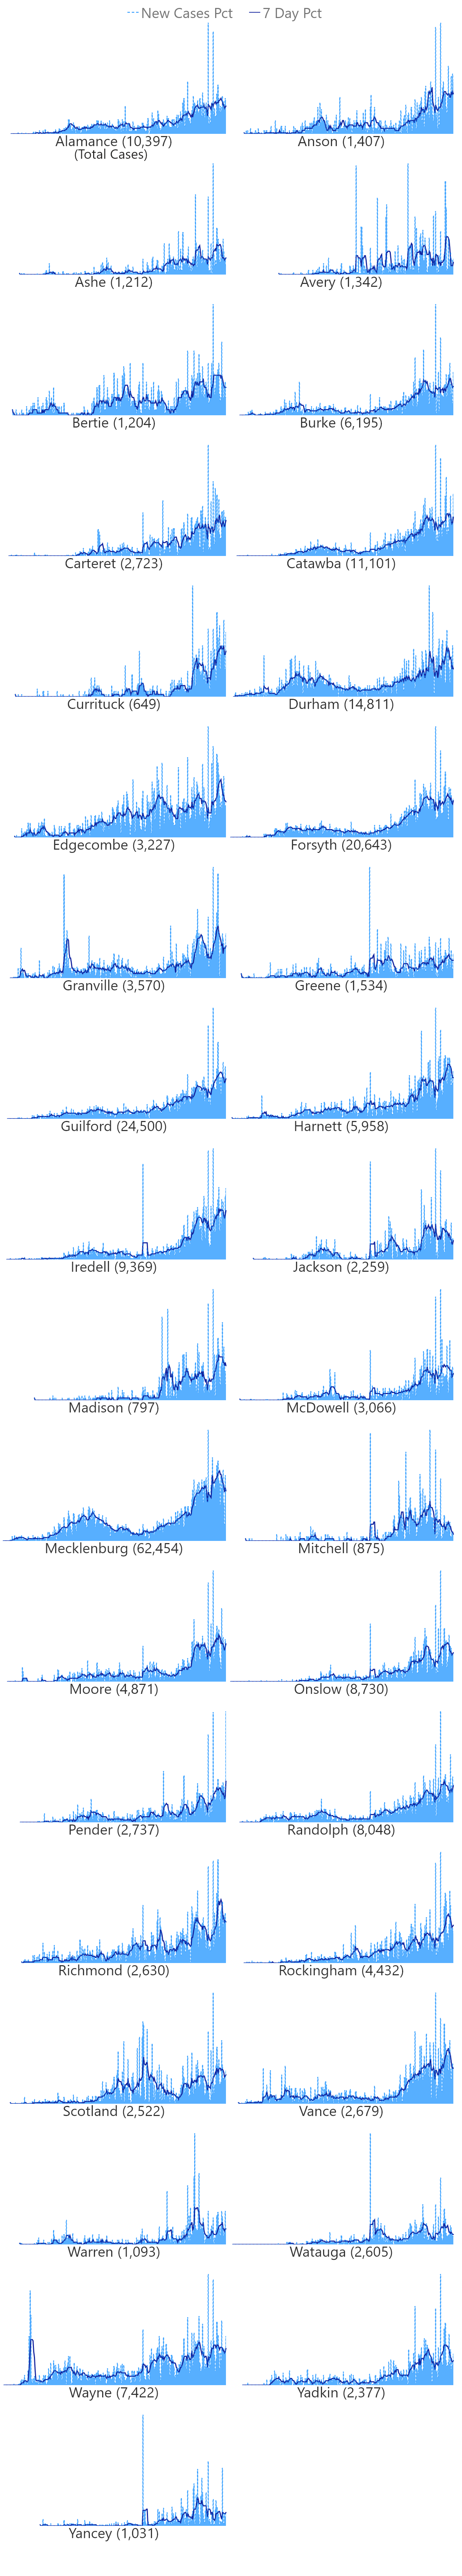 New Cases Pct 7 Day Pct
Alamance (10,397) Anson (1,407)
(Total Cases)
Ashe (1,212) Avery (1,342)
Bertie (1,204) Burke (6,195)
Carteret (2,723) Catawba (11,101)
Currituck (649) Durham (14,811)
Edgecombe (3,227) Forsyth (20,643)
Granville (3,570) Greene (1,534)
Guilford (24,500) Harnett (5,958)
Iredell (9,369) Jackson (2,259)
Madison (797) McDowell (3,066)
Mecklenburg (62,454) Mitchell (875)
Moore (4,871) Onslow (8,730)
Pender (2,737) Randolph (8,048)
Richmond (2,630) Rockingham (4,432)
Scotland (2,522) Vance (2,679)
Warren (1,093) Watauga (2,605)
Wayne (7,422) Yadkin (2,377)
Yancey (1,031)